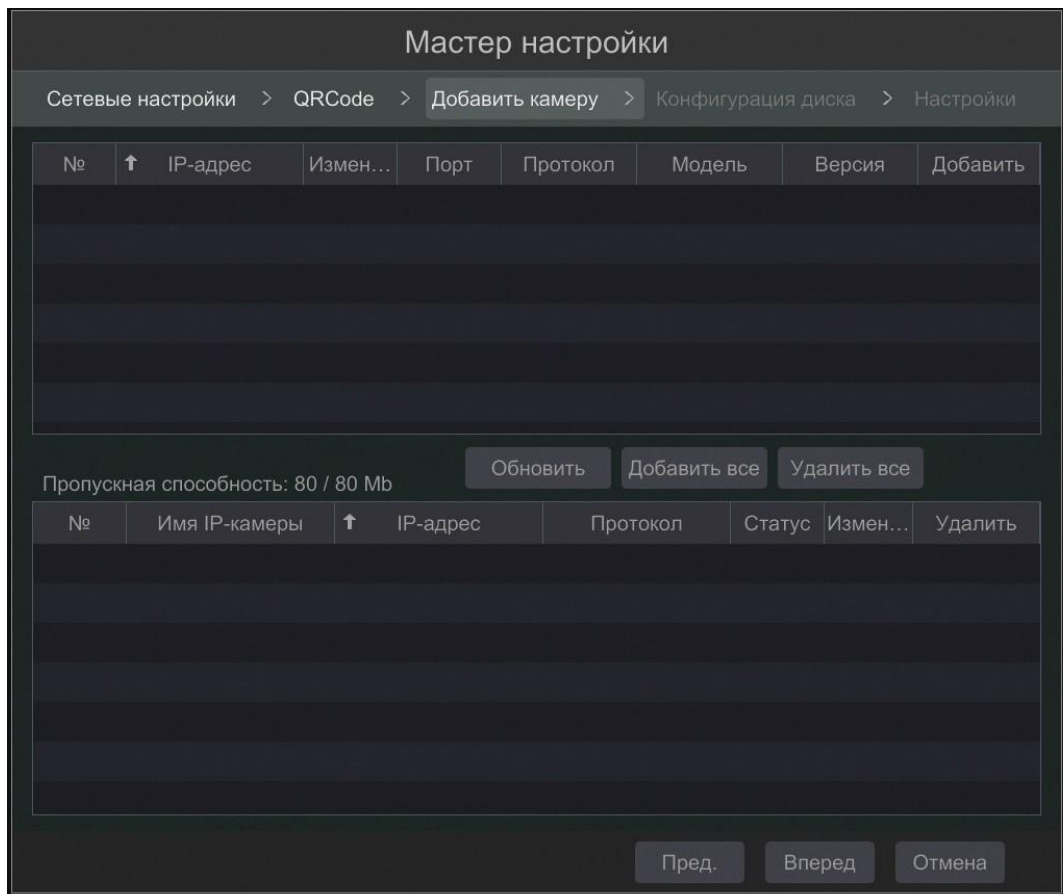 Мастер настройки
Сетевые настройки > QRCode > Добавить камеру > Конфигурация диска > Настройки
№ ↑ IP-адрес Измен... Порт Протокол Модель Версия Добавить
Обновить Добавить все Удалить все
Пропускная способность: 80 / 80 Mb
№ Имя IP-камеры ↑ IP-адрес Протокол Статус Измен... Удалить
Пред. Вперед Отмена